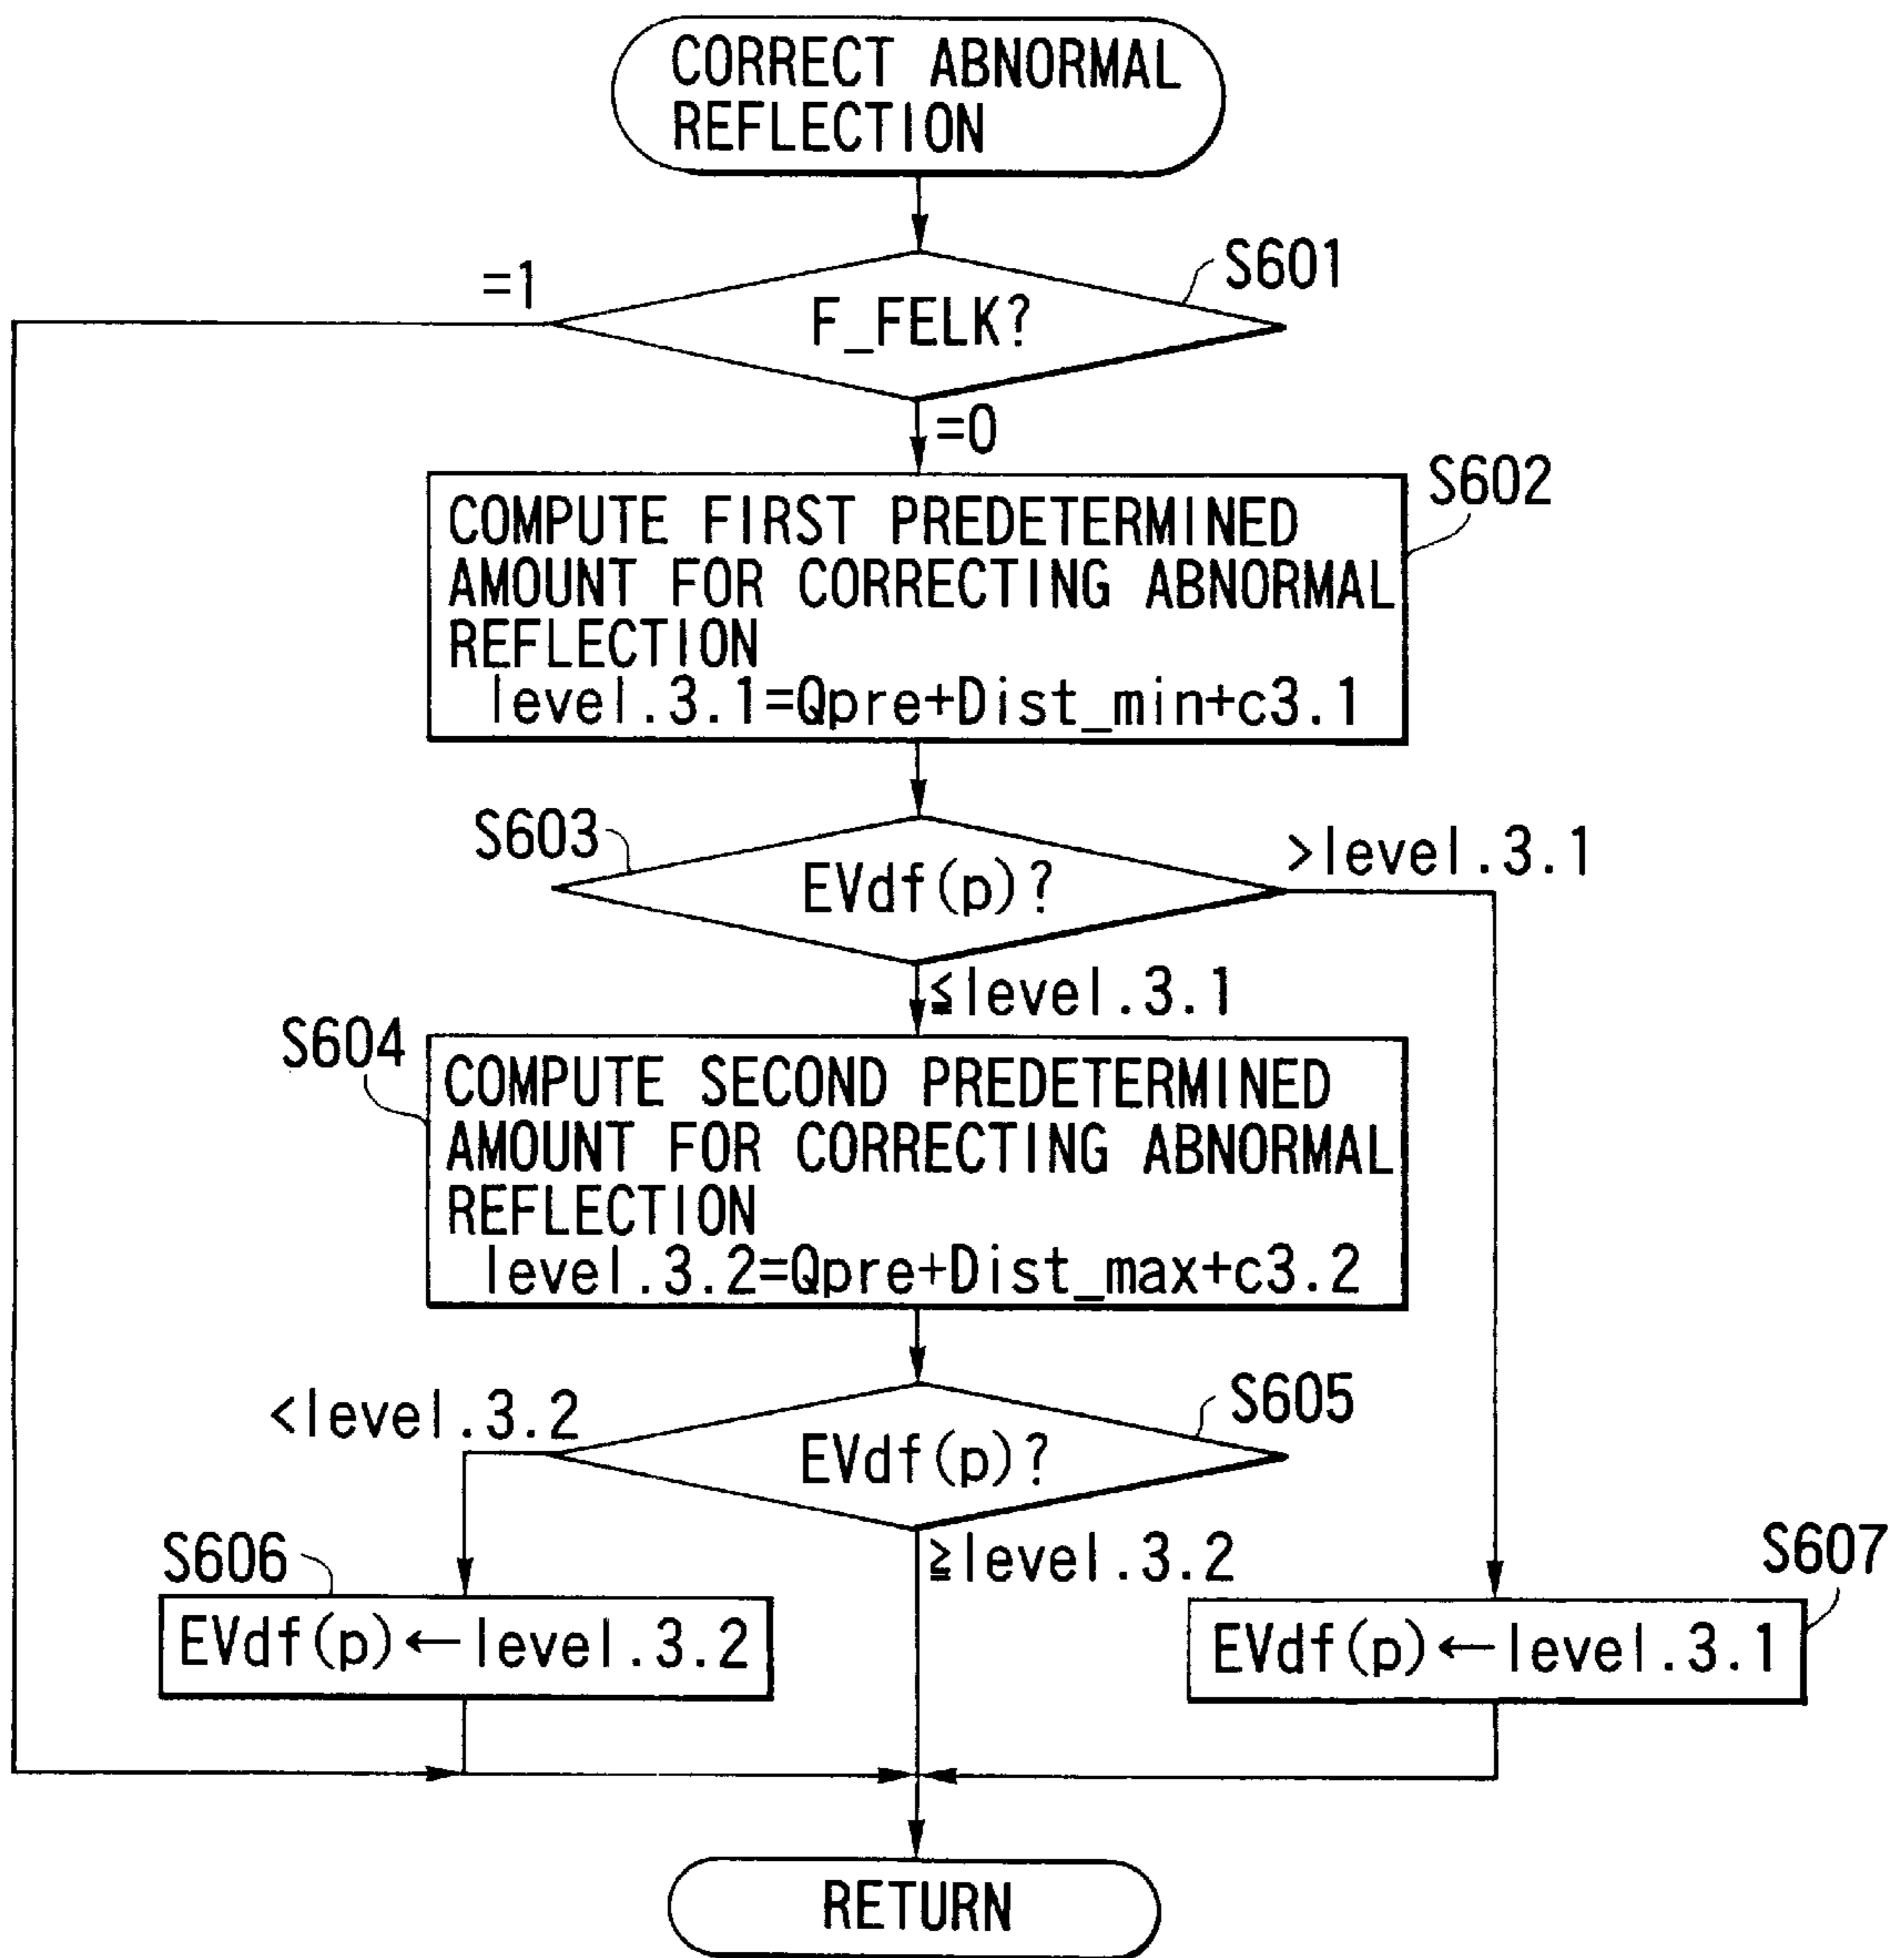 CORRECT ABNORMAL
REFLECTION
S601
=1
F_FELK?
=0
S602
COMPUTE FIRST PREDETERMINED
AMOUNT FOR CORRECTING ABNORMAL
REFLECTION
level.3.1=Qpre+Dist_min+c3.1
S603
>level.3.1
EVdf(p)?
≦level.3.1
S604
COMPUTE SECOND PREDETERMINED
AMOUNT FOR CORRECTING ABNORMAL
REFLECTION
level.3.2=Qpre+Dist_max+c3.2
<level.3.2
S605
EVdf(p)?
≧level.3.2
S606
S607
EVdf(p)←level.3.2
EVdf(p)←level.3.1
RETURN